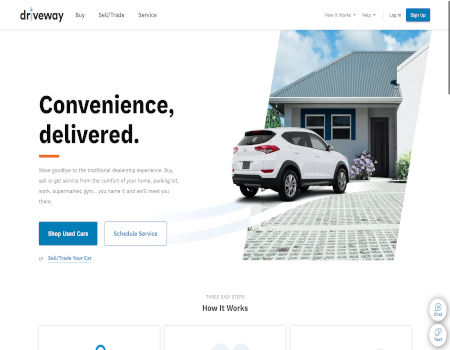 driveway
Buy
Sell/Trade
Service
How It Works
Help
Log in
Sign Up
Convenience,
delivered.
Wave goodbye to the traditional dealership experience. Buy,
sell or get service from the comfort of your home, parking lot,
work, supermarket, gym... you name it and we'll meet you
there.
Shop Used Cars
Schedule Service
or Sell/Trade Your Car
THREE EASY STEPS
How It Works
Chat
Text